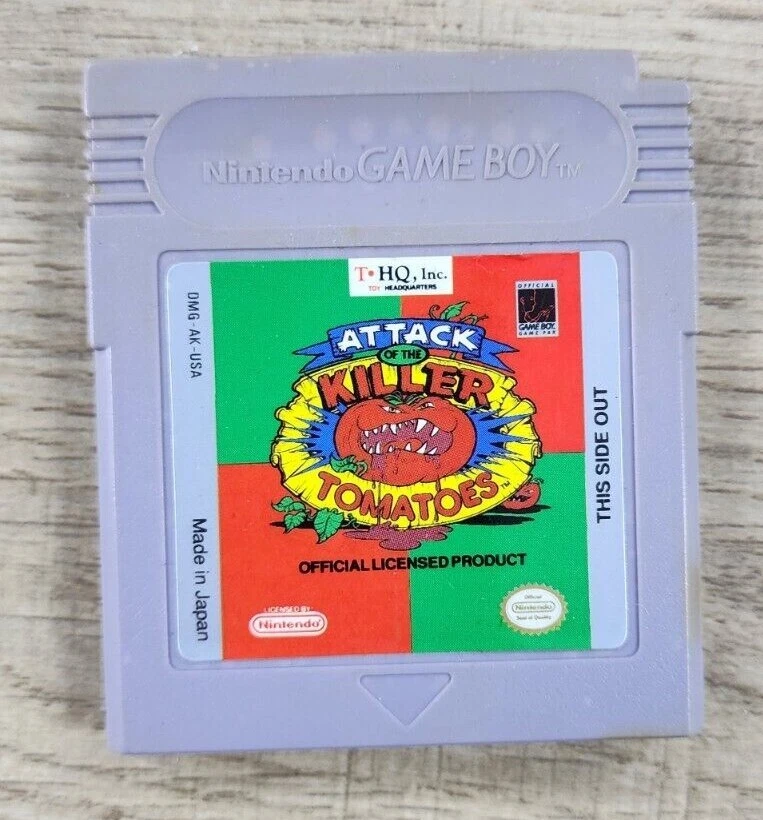 Nintendo GAME BOY TM
T•HQ, Inc.
TOY HEADQUARTERS
OFFICIAL
GAME BOY
GAME PAK
DMG-AK-USA
ATTACK
OF THE
KILLER
TOMATOES TM
THIS SIDE OUT
Made in Japan
OFFICIAL LICENSED PRODUCT
LICENSED BY
Nintendo
Official
Nintendo
Seal of Quality